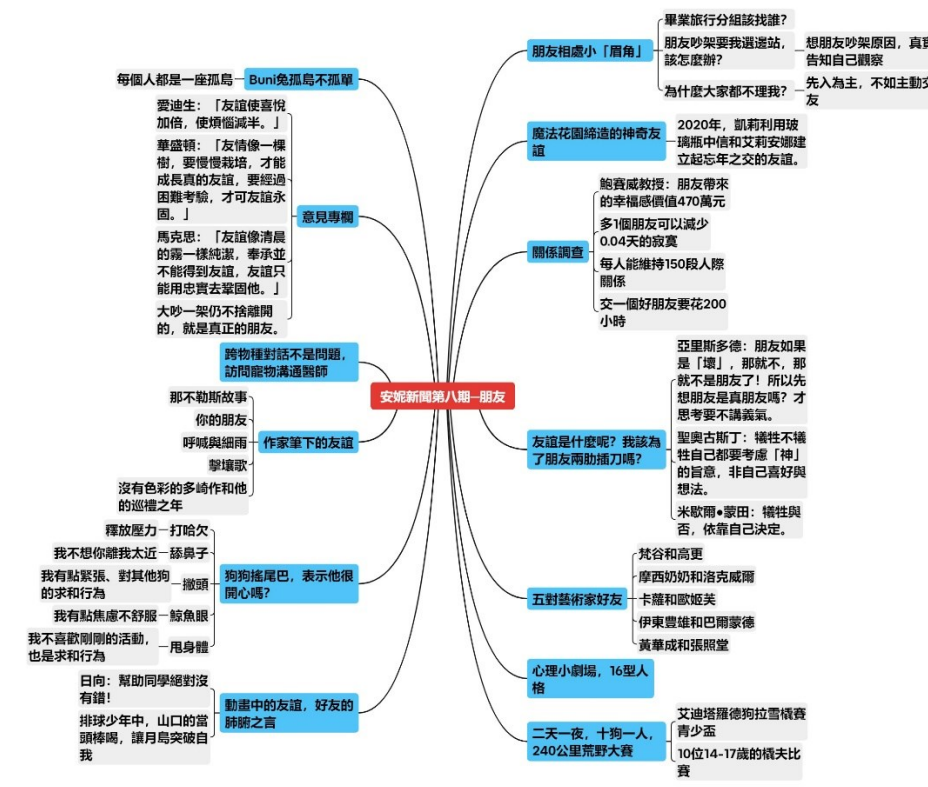 安妮新聞第八期—朋友
朋友相處小「眉角」
畢業旅行分組該找誰?
朋友吵架要我選邊站,
該怎麼辦?
想朋友吵架原因，真實
告知自己觀察
為什麼大家都不理我?
先入為主，不如主動交
友
魔法花園締造的神奇友
誼
2020年，凱莉利用玻
璃瓶中信和艾莉安娜建
立起忘年之交的友誼。
關係調查
鮑賽威教授：朋友帶來
的幸福感價值470萬元
多1個朋友可以減少
0.04天的寂寞
每人能維持150段人際
關係
交一個好朋友要花200
小時
友誼是什麼呢？我該為
了朋友兩肋插刀嗎?
亞里斯多德：朋友如果
是「壞」，那就不，那
就不是朋友了！所以先
想朋友是真朋友嗎？才
思考要不講義氣。
聖奧古斯丁：犧牲不犧
牲自己都要考慮「神」
的旨意，非自己喜好與
想法。
米歇爾•蒙田：犧牲與
否，依靠自己決定。
五對藝術家好友
梵谷和高更
摩西奶奶和洛克威爾
卡蘿和歐姬芙
伊東豊雄和巴爾蒙德
黃華成和張照堂
心理小劇場，16型人
格
二天一夜，十狗一人，
240公里荒野大賽
艾迪塔羅德狗拉雪橇賽
青少盃
10位14-17歲的橇夫比
賽
Buni兔孤島不孤單
每個人都是一座孤島
意見專欄
愛迪生：「友誼使喜悅
加倍，使煩惱減半。」
華盛頓：「友情像一棵
樹，要慢慢栽培，才能
成長真的友誼，要經過
困難考驗，才可友誼永
固。」
馬克思：「友誼像清晨
的霧一樣純潔，奉承並
不能得到友誼，友誼只
能用忠實去鞏固他。」
大吵一架仍不捨離開
的，就是真正的朋友。
跨物種對話不是問題，
訪問寵物溝通醫師
作家筆下的友誼
那不勒斯故事
你的朋友
呼喊與細雨
擊壤歌
沒有色彩的多崎作和他
的巡禮之年
狗狗搖尾巴，表示他很
開心嗎?
打哈欠
釋放壓力
舔鼻子
我不想你離我太近
撇頭
我有點緊張、對其他狗
的求和行為
鯨魚眼
我有點焦慮不舒服
甩身體
我不喜歡剛剛的活動，
也是求和行為
動畫中的友誼，好友的
肺腑之言
日向：幫助同學絕對沒
有錯!
排球少年中，山口的當
頭棒喝，讓月島突破自
我